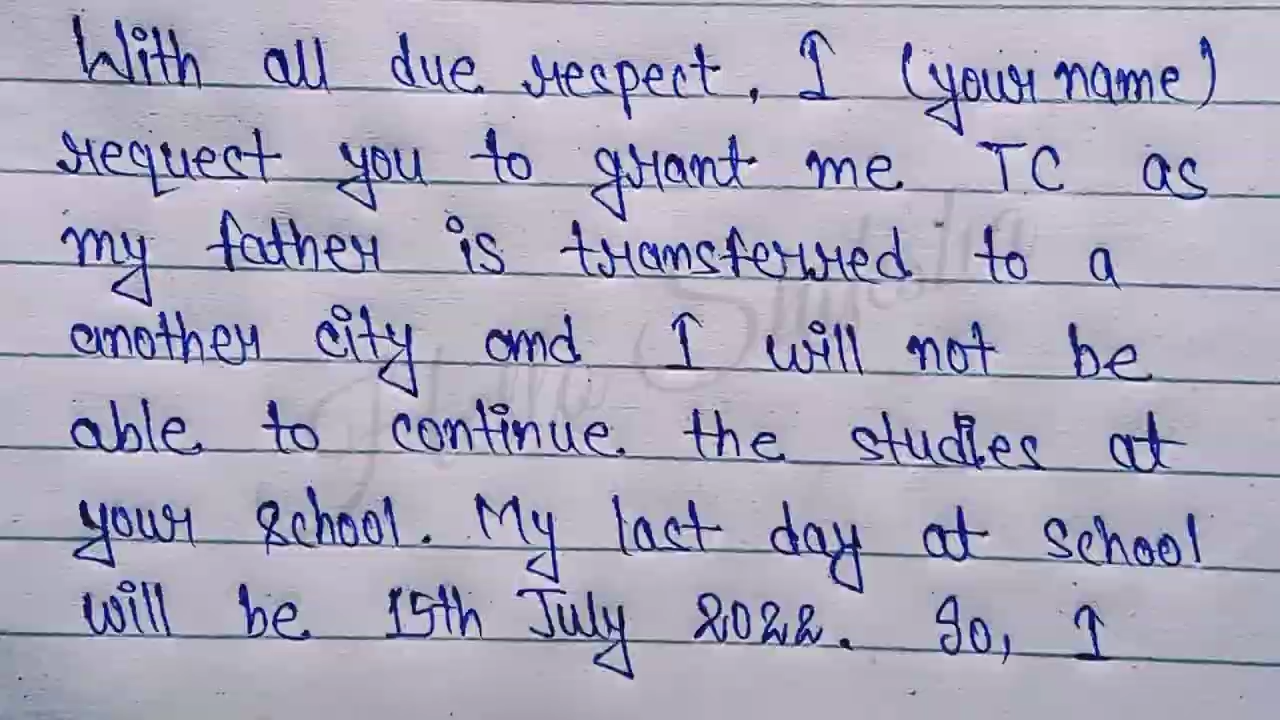 With all due respect, I (your name)
request you to grant me TC as
my father is transferred to a
another city and I will not be
able to continue the studies at
your school. My last day at school
will be 15th July 2022. So, I